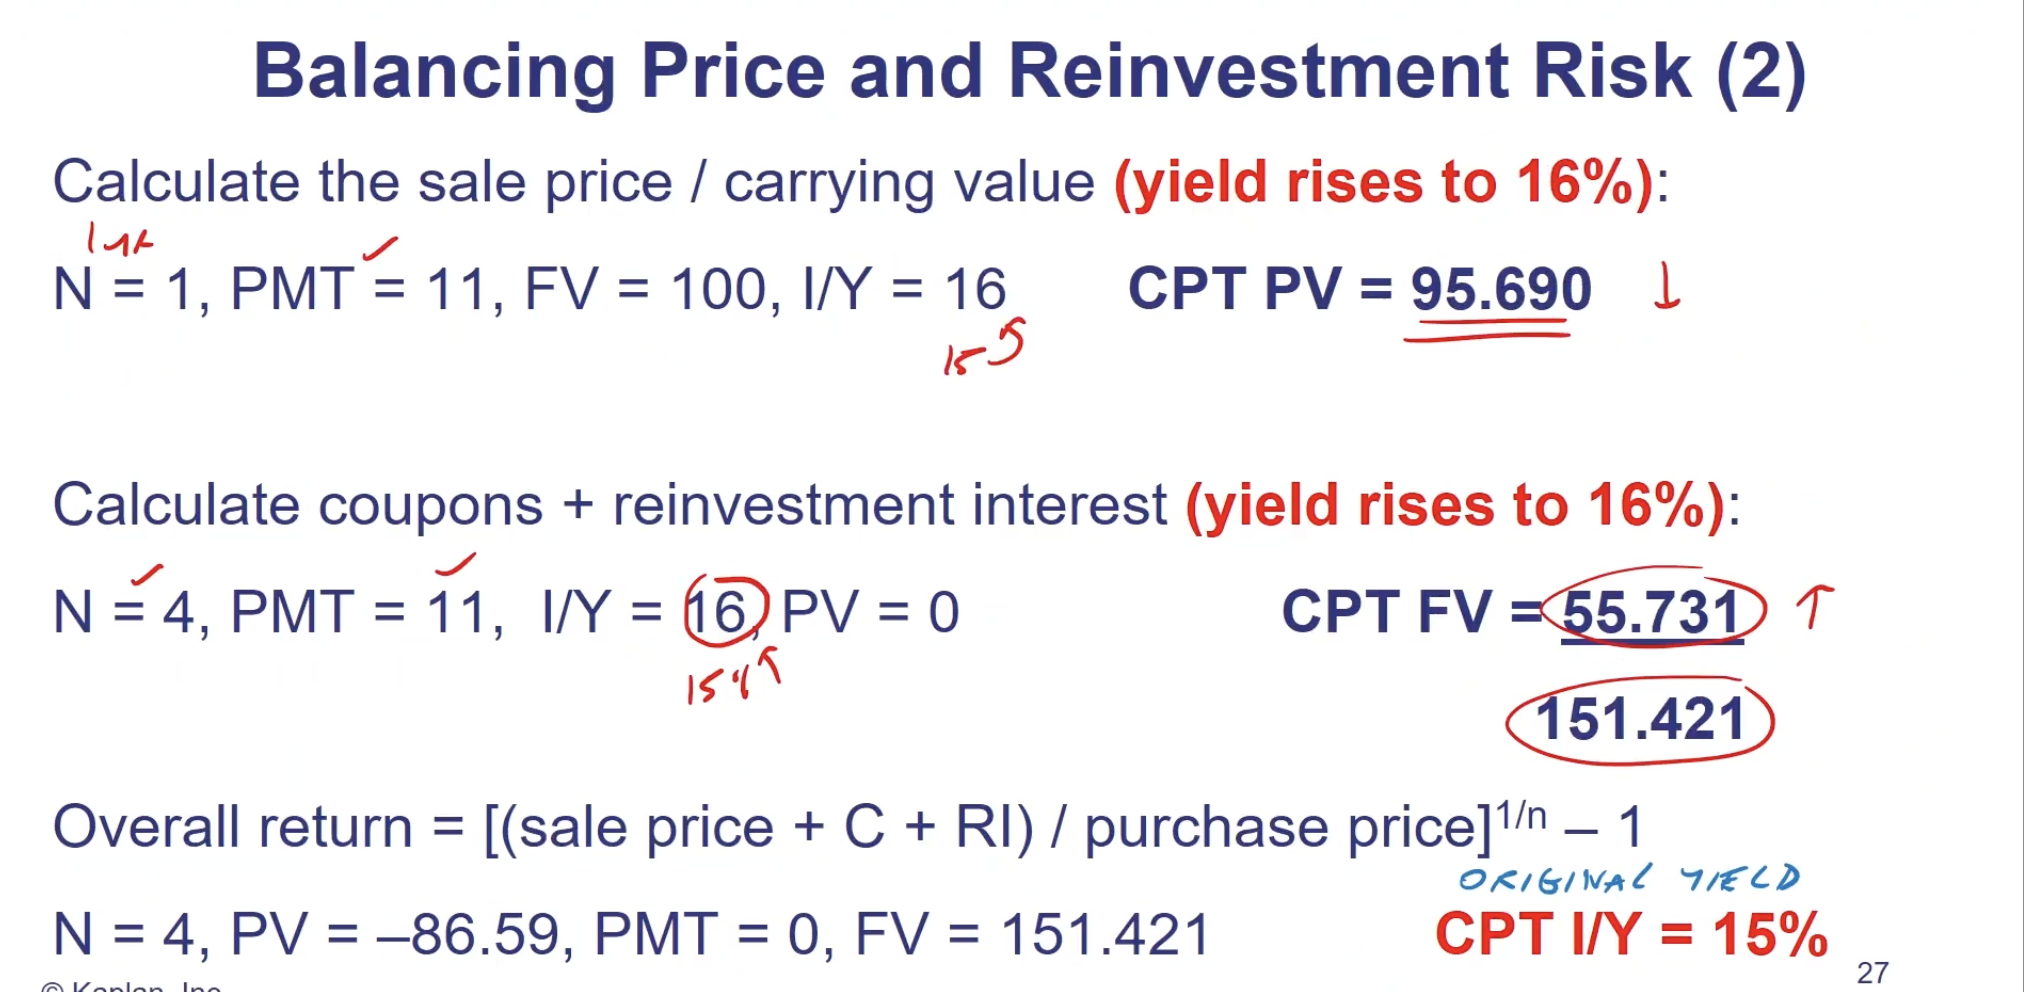 Balancing Price and Reinvestment Risk (2)
Calculate the sale price / carrying value (yield rises to 16%):
N = 1, PMT = 11, FV = 100, I/Y = 16 CPT PV = 95.690 ↓
15
Calculate coupons + reinvestment interest (yield rises to 16%):
N = 4, PMT = 11, I/Y = 16, PV = 0 CPT FV = 55.731 ↑
15%
151.421
Overall return = [(sale price + C + RI) / purchase price]^1/n – 1
ORIGINAL YIELD
N = 4, PV = –86.59, PMT = 0, FV = 151.421 CPT I/Y = 15%
27
© Kaplan, Inc.